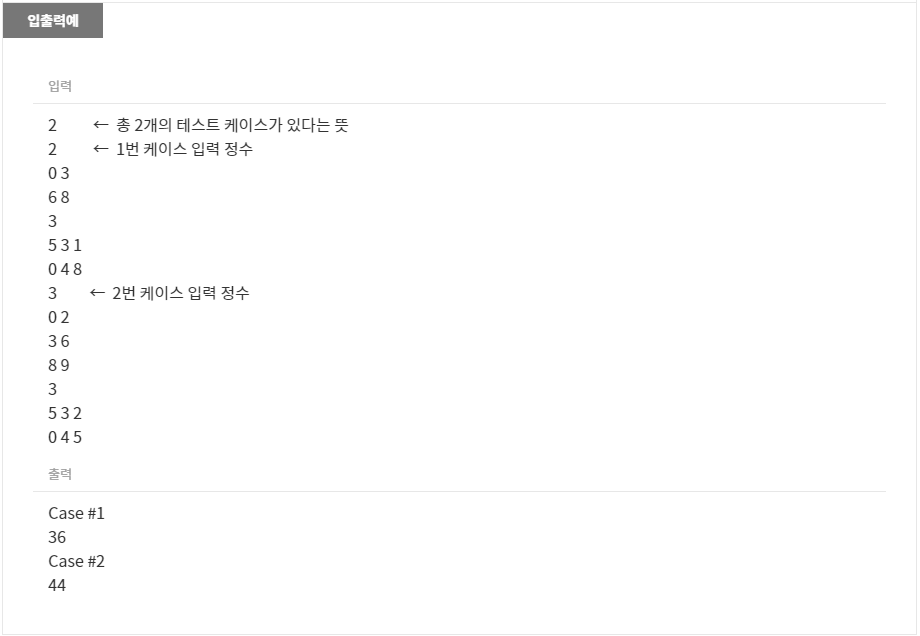 입출력예
입력
2 ← 총 2개의 테스트 케이스가 있다는 뜻
2 ← 1번 케이스 입력 정수
0 3
6 8
3
5 3 1
0 4 8
3 ← 2번 케이스 입력 정수
0 2
3 6
8 9
3
5 3 2
0 4 5
출력
Case #1
36
Case #2
44